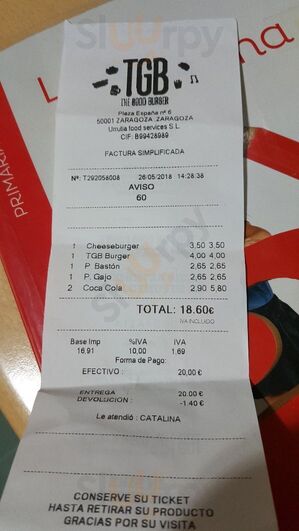 Sluurpy
TGB
THE GOOD BURGER
Plaza España nº 6
50001 ZARAGOZA ,ZARAGOZA
Urrutia food services S.L
CIF: B99428989
FACTURA SIMPLIFICADA
Nº: T292058008 26/05/2018 14:28:38
AVISO
60
1 Cheeseburger 3,50 3,50
1 TGB Burger 4,00 4,00
1 P. Bastón 2,65 2,65
1 P. Gajo 2,65 2,65
2 Coca Cola 2,90 5,80
TOTAL: 18.60€
IVA INCLUIDO
Base Imp %IVA IVA
16,91 10,00 1.69
Forma de Pago:
EFECTIVO : 20,00 €
ENTREGA 20.00 €
DEVOLUCION : -1.40 €
Le atendió : CATALINA
CONSERVE SU TICKET
HASTA RETIRAR SU PRODUCTO
GRACIAS POR SU VISITA